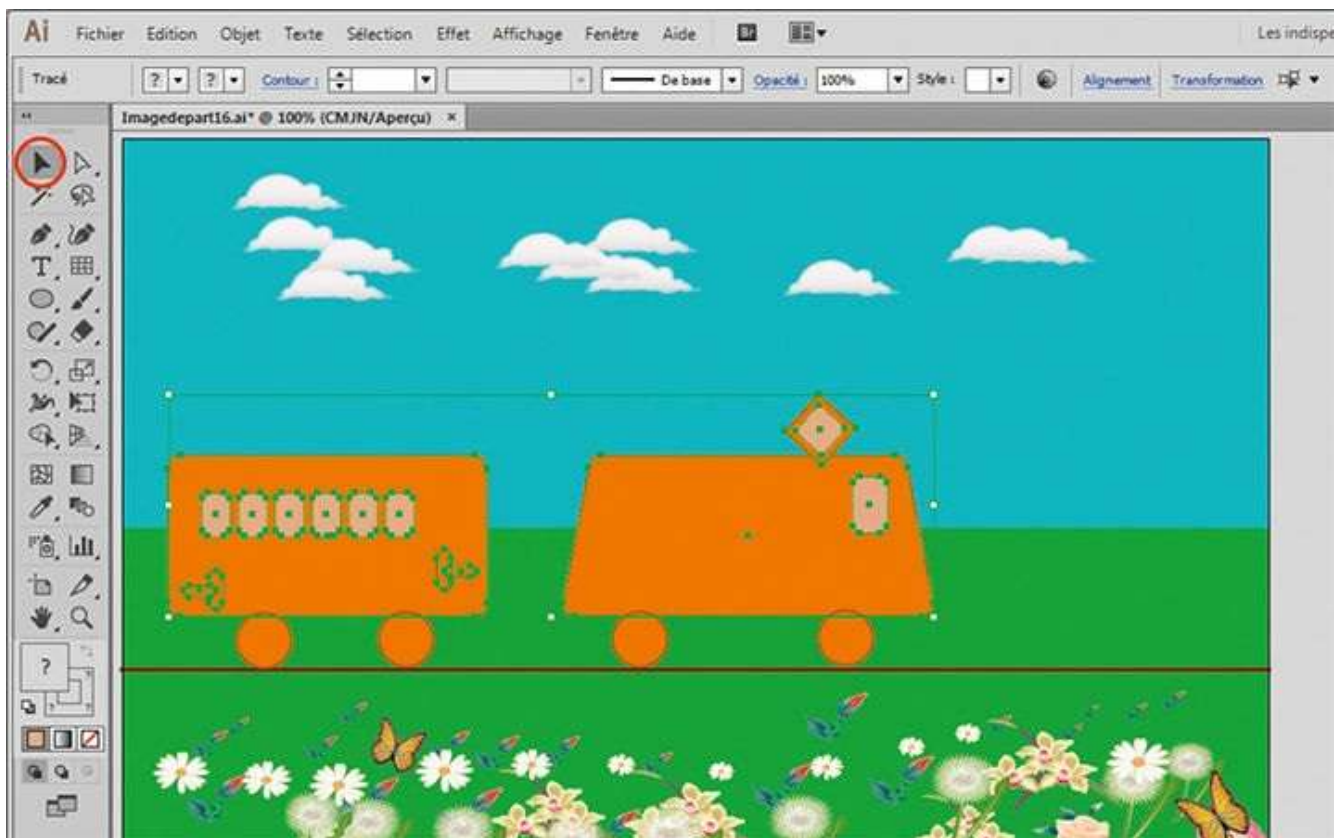 Ai Fichier Edition Objet Texte Sélection Effet Affichage Fenêtre Aide Br Les indispe
Tracé ? ? Contour : De base Opacité : 100% Style : Alignement Transformation
Imagedepart16.ai* @ 100% (CMJN/Aperçu) ×
T
?
? ?